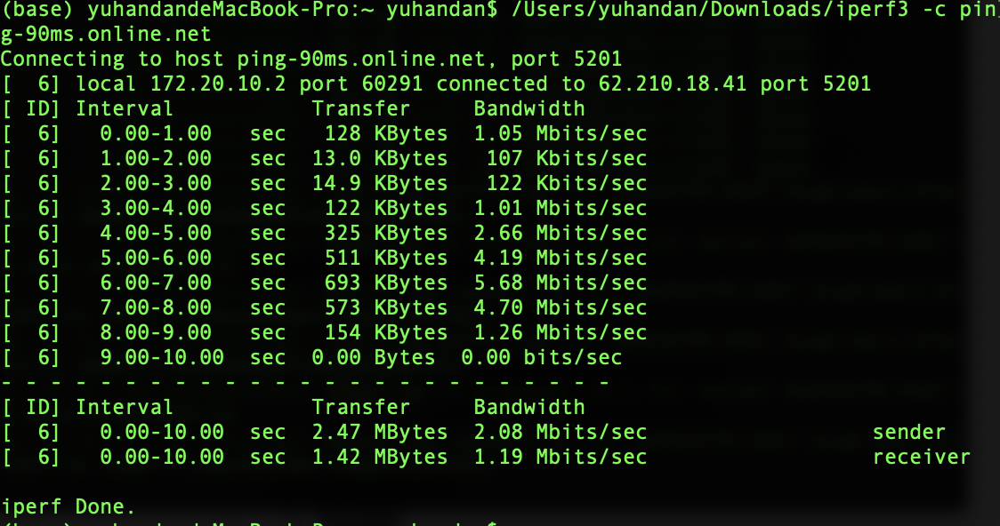 (base) yuhandandeMacBook-Pro:~ yuhandan$ /Users/yuhandan/Downloads/iperf3 -c pin
g-90ms.online.net
Connecting to host ping-90ms.online.net, port 5201
[  6] local 172.20.10.2 port 60291 connected to 62.210.18.41 port 5201
[ ID] Interval           Transfer     Bandwidth
[  6]   0.00-1.00   sec   128 KBytes  1.05 Mbits/sec
[  6]   1.00-2.00   sec  13.0 KBytes   107 Kbits/sec
[  6]   2.00-3.00   sec  14.9 KBytes   122 Kbits/sec
[  6]   3.00-4.00   sec   122 KBytes  1.01 Mbits/sec
[  6]   4.00-5.00   sec   325 KBytes  2.66 Mbits/sec
[  6]   5.00-6.00   sec   511 KBytes  4.19 Mbits/sec
[  6]   6.00-7.00   sec   693 KBytes  5.68 Mbits/sec
[  6]   7.00-8.00   sec   573 KBytes  4.70 Mbits/sec
[  6]   8.00-9.00   sec   154 KBytes  1.26 Mbits/sec
[  6]   9.00-10.00  sec  0.00 Bytes  0.00 bits/sec
- - - - - - - - - - - - - - - - - - - - - - - - -
[ ID] Interval           Transfer     Bandwidth
[  6]   0.00-10.00  sec  2.47 MBytes  2.08 Mbits/sec                  sender
[  6]   0.00-10.00  sec  1.42 MBytes  1.19 Mbits/sec                  receiver
iperf Done.